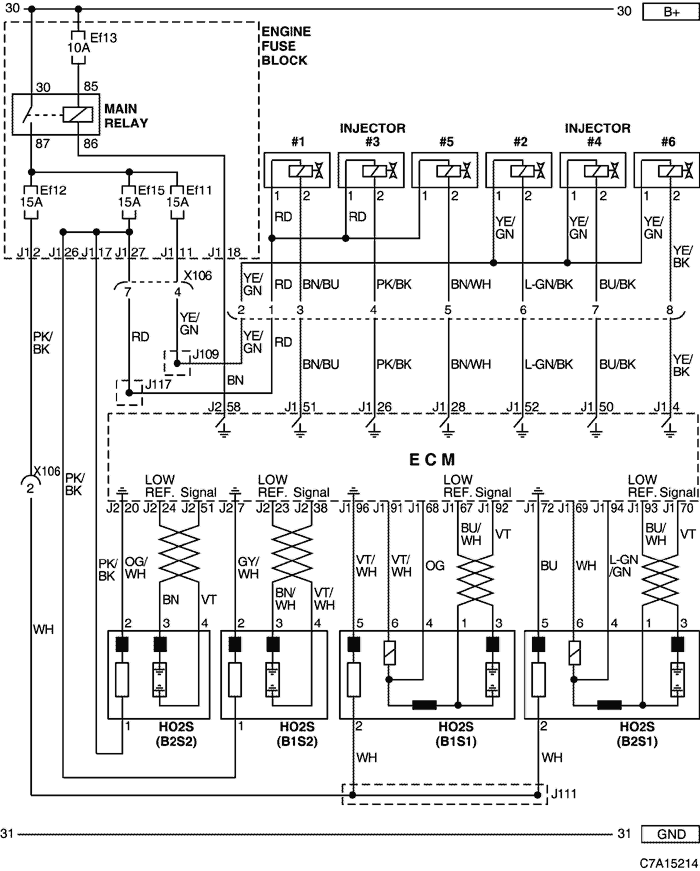 30 30 B+
Ef13
10A
ENGINE
FUSE
BLOCK
30 85
MAIN
RELAY
87 86
INJECTOR INJECTOR
#1 #3 #5 #2 #4 #6
1 2 1 2 1 2 1 2 1 2 1 2
Ef12 Ef15 Ef11
15A 15A 15A
RD RD YE/GN YE/GN YE/GN YE/BK
J1 2 J1 26 J1 17 J1 27 J1 11 J1 18
X106
7 4
YE/GN RD BN/BU PK/BK BN/WH L-GN/BK BU/BK
2 1 3 4 5 6 7 8
PK/BK RD YE/GN YE/GN RD BN/BU PK/BK BN/WH L-GN/BK BU/BK YE/BK
J109
J117
BN
J2 58 J1 51 J1 26 J1 28 J1 52 J1 50 J1 4
ECM
X106
2
PK/BK
LOW REF. Signal LOW REF. Signal LOW REF. Signal LOW REF. Signal
J2 20 J2 24 J2 51 J2 7 J2 23 J2 38 J1 96 J1 91 J1 68 J1 67 J1 92 J1 72 J1 69 J1 94 J1 93 J1 70
PK/BK OG/WH GY/WH VT/WH VT/WH OG BU/WH VT BU WH L-GN/GN BU/WH VT
WH BN VT BN/WH VT/WH
2 3 4 2 3 4 5 6 4 1 3 5 6 4 1 3
1 HO2S (B2S2) 1 HO2S (B1S2) 2 HO2S (B1S1) 2 HO2S (B2S1)
WH WH
J111
31 31 GND
C7A15214